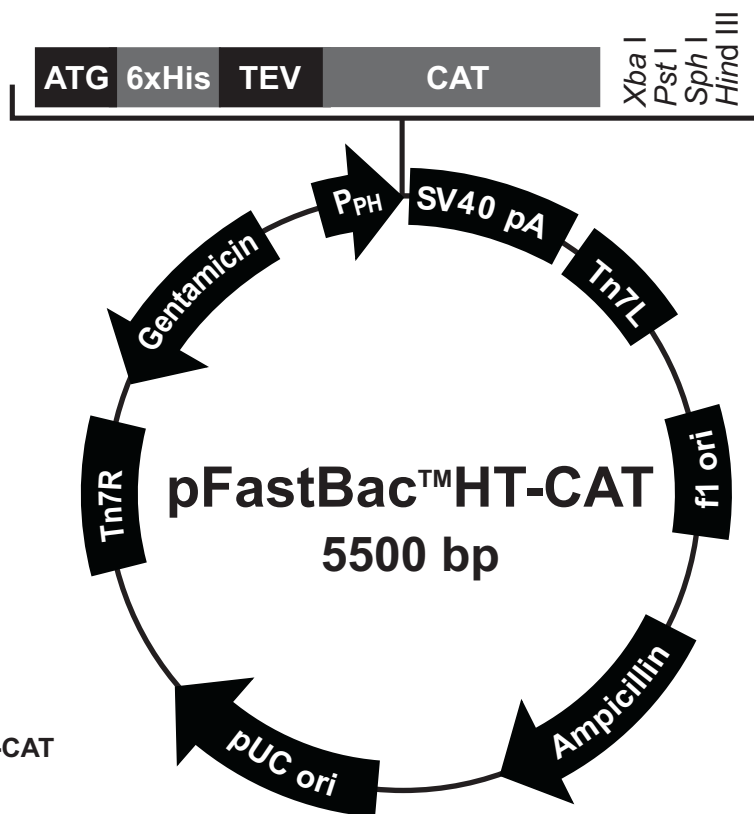 ATG 6xHis TEV CAT
Xba I
Pst I
Sph I
Hind III
PPH
SV40 pA
Tn7L
f1 ori
Ampicillin
pUC ori
Tn7R
Gentamicin
pFastBac™HT-CAT
5500 bp
-CAT